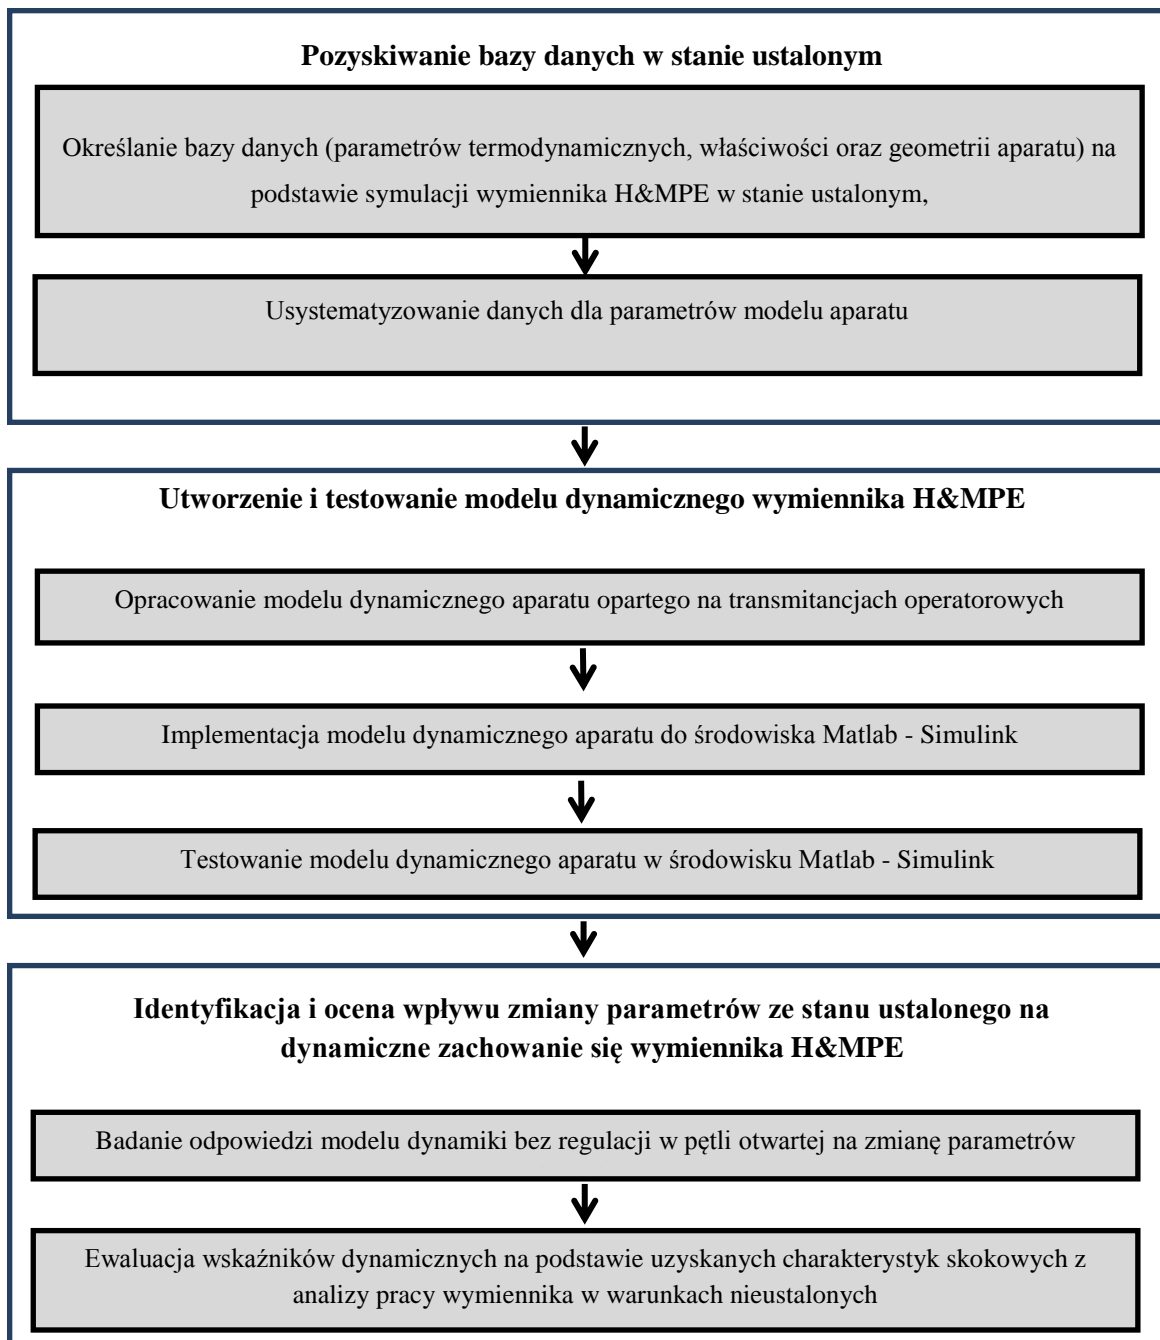 Pozyskiwanie bazy danych w stanie ustalonym
Określanie bazy danych (parametrów termodynamicznych, właściwości oraz geometrii aparatu) na
podstawie symulacji wymiennika H&MPE w stanie ustalonym,
Usystematyzowanie danych dla parametrów modelu aparatu
Utworzenie i testowanie modelu dynamicznego wymiennika H&MPE
Opracowanie modelu dynamicznego aparatu opartego na transmitancjach operatorowych
Implementacja modelu dynamicznego aparatu do środowiska Matlab - Simulink
Testowanie modelu dynamicznego aparatu w środowisku Matlab - Simulink
Identyfikacja i ocena wpływu zmiany parametrów ze stanu ustalonego na
dynamiczne zachowanie się wymiennika H&MPE
Badanie odpowiedzi modelu dynamiki bez regulacji w pętli otwartej na zmianę parametrów
Ewaluacja wskaźników dynamicznych na podstawie uzyskanych charakterystyk skokowych z
analizy pracy wymiennika w warunkach nieustalonych